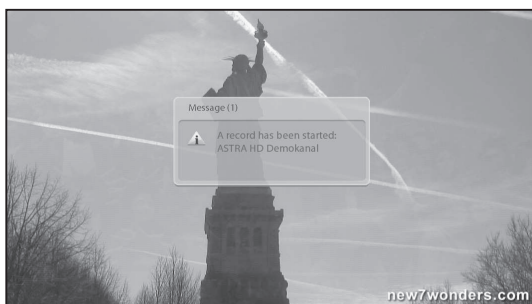 Message (1)
A record has been started:
ASTRA HD Demokanal
new7wonders.com